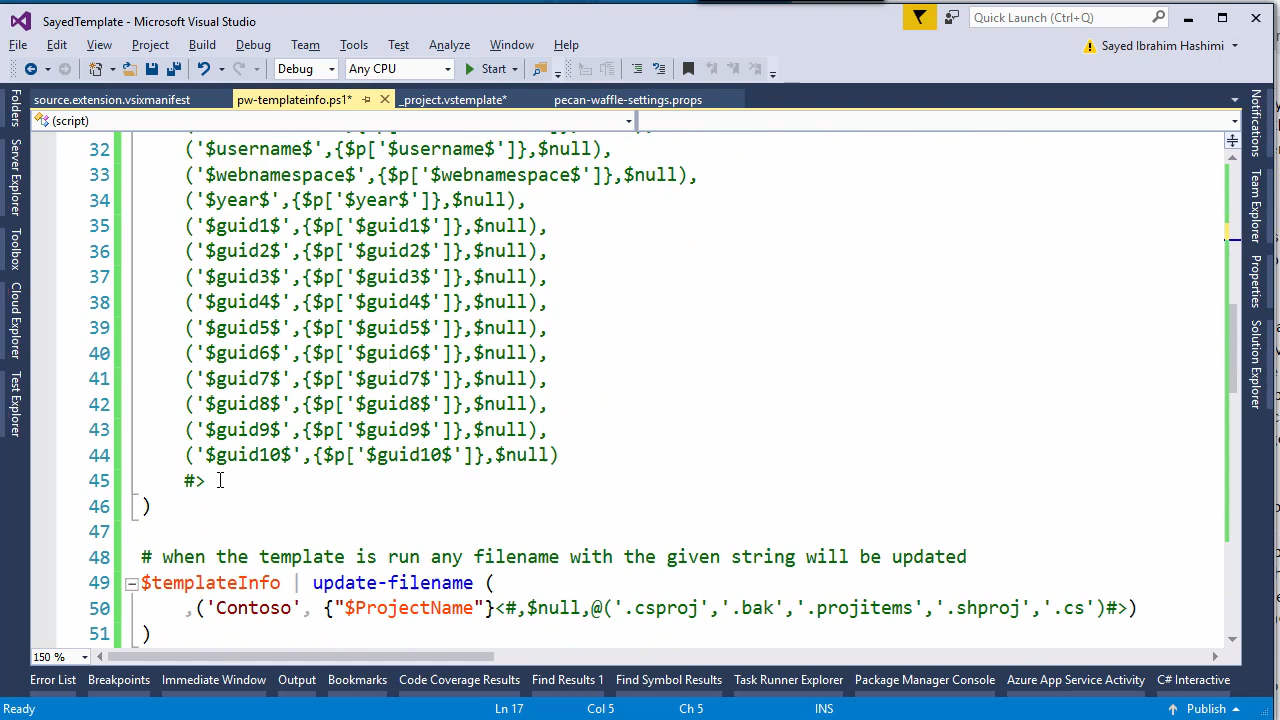 SayedTemplate - Microsoft Visual Studio
Quick Launch (Ctrl+Q)
File Edit View Project Build Debug Team Tools Test Analyze Window Help
Sayed Ibrahim Hashimi
Debug Any CPU Start
source.extension.vsixmanifest pw-templateinfo.ps1* _project.vstemplate* pecan-waffle-settings.props
(script)
32 ('$username$',{$p['$username$']},$null),
33 ('$webnamespace$',{$p['$webnamespace$']},$null),
34 ('$year$',{$p['$year$']},$null),
35 ('$guid1$',{$p['$guid1$']},$null),
36 ('$guid2$',{$p['$guid2$']},$null),
37 ('$guid3$',{$p['$guid3$']},$null),
38 ('$guid4$',{$p['$guid4$']},$null),
39 ('$guid5$',{$p['$guid5$']},$null),
40 ('$guid6$',{$p['$guid6$']},$null),
41 ('$guid7$',{$p['$guid7$']},$null),
42 ('$guid8$',{$p['$guid8$']},$null),
43 ('$guid9$',{$p['$guid9$']},$null),
44 ('$guid10$',{$p['$guid10$']},$null)
45 #>
46 )
47
48 # when the template is run any filename with the given string will be updated
49 $templateInfo | update-filename (
50 ,('Contoso', {"$ProjectName"}<#,$null,@('.csproj','.bak','.projitems','.shproj','.cs')#>)
51 )
150 %
Folders
Server Explorer
Toolbox
Cloud Explorer
Test Explorer
Notifications
Team Explorer
Properties
Solution Explorer
Error List Breakpoints Immediate Window Output Bookmarks Code Coverage Results Find Results 1 Find Symbol Results Task Runner Explorer Package Manager Console Azure App Service Activity C# Interactive
Ready Ln 17 Col 5 Ch 5 INS Publish